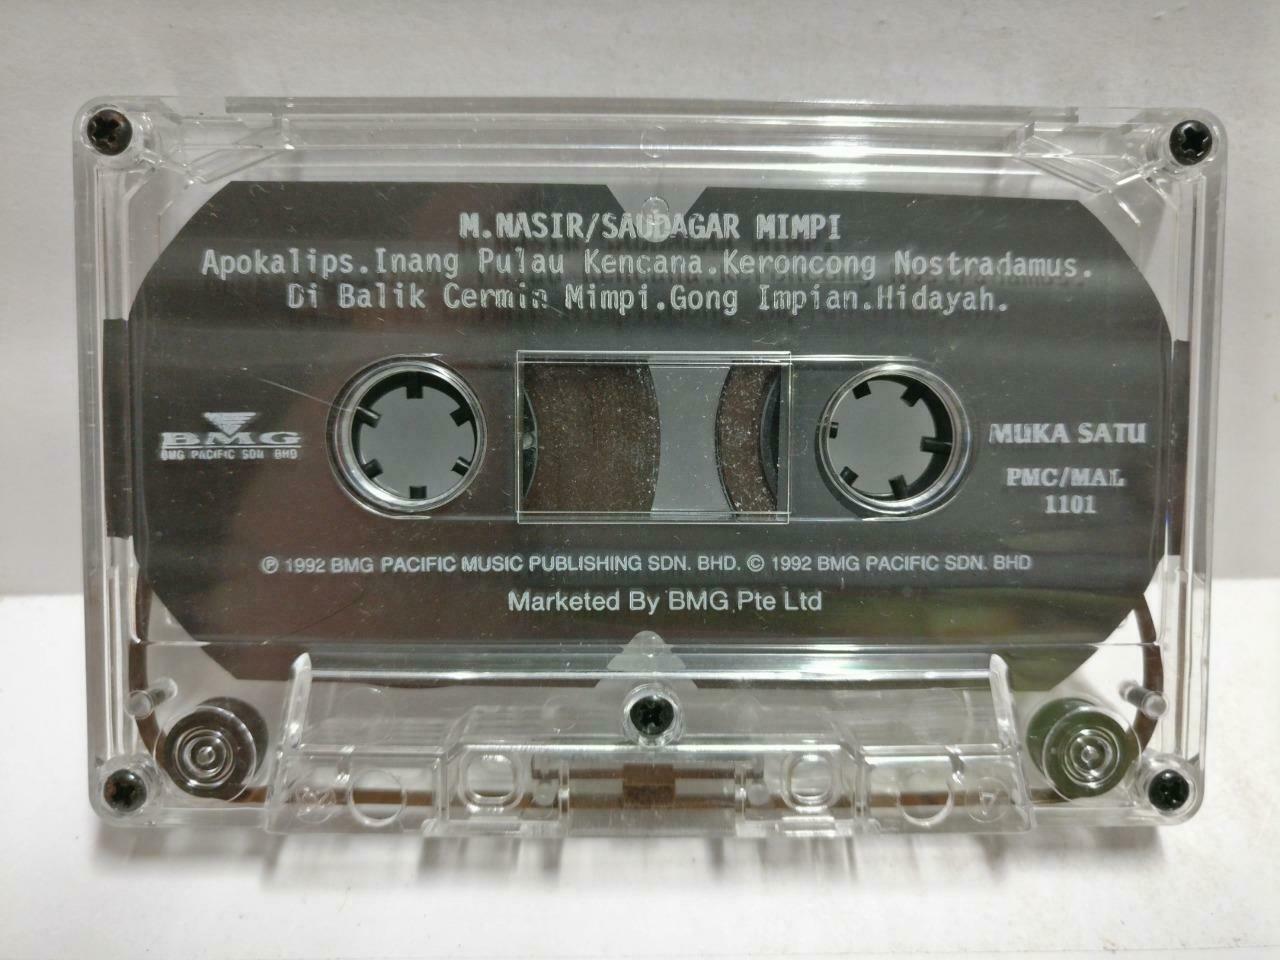 M.NASIR/SAUDAGAR MIMPI
Apokalips.Inang Pulau Kencana.Keroncong Nostradamus.
Di Balik Cermin Mimpi.Gong Impian.Hidayah.
BMG
BMG PACIFIC SDN BHD
MUKA SATU
PMC/MAL
1101
℗ 1992 BMG PACIFIC MUSIC PUBLISHING SDN. BHD. © 1992 BMG PACIFIC SDN. BHD
Marketed By BMG Pte Ltd